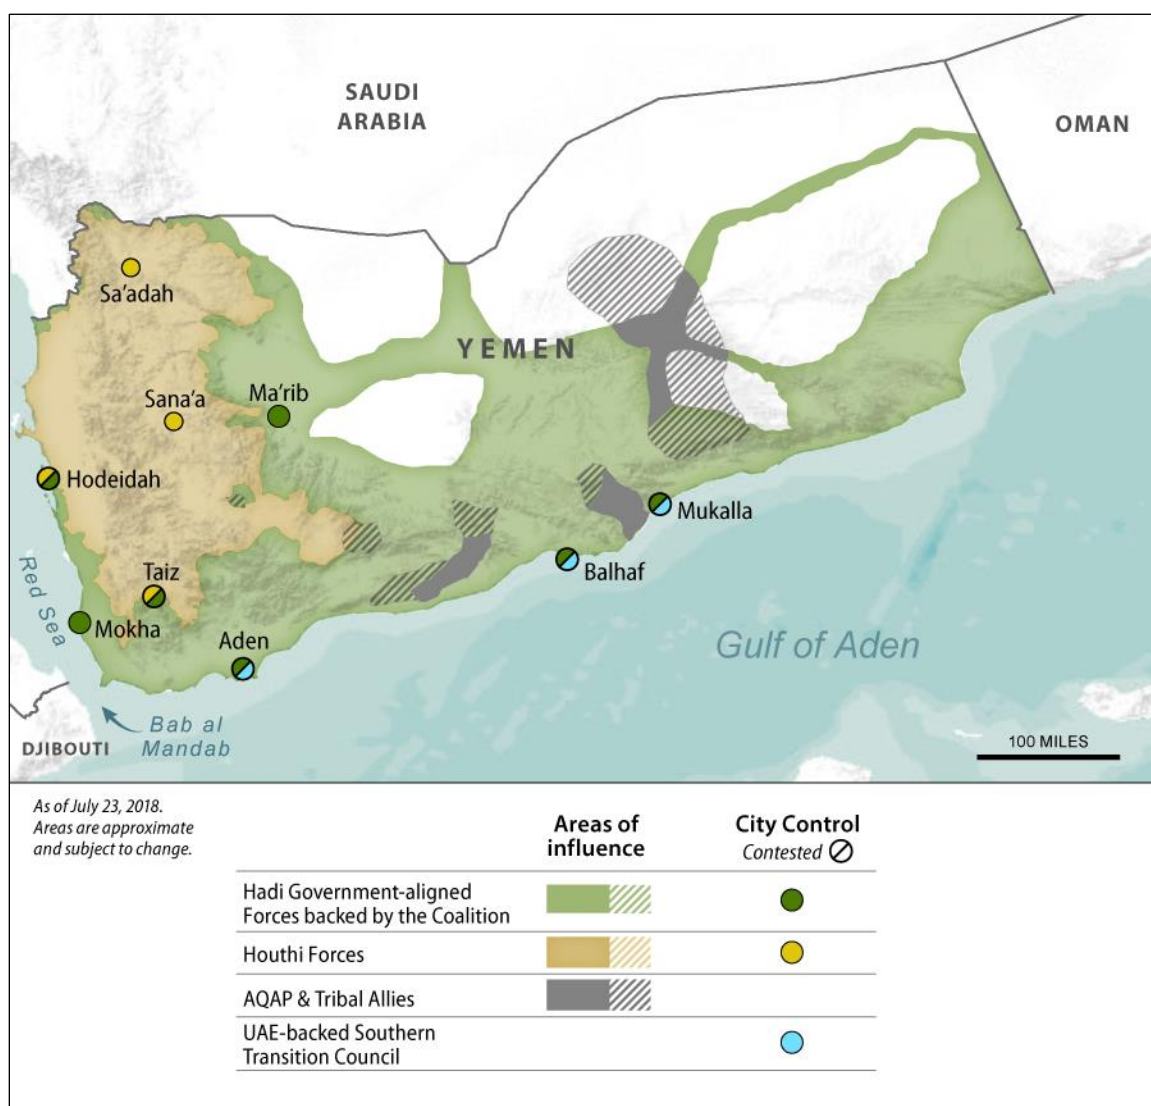 SAUDI
ARABIA
OMAN
Sa’adah
YEMEN
Ma’rib
Sana’a
Hodeidah
Mukalla
Balhaf
Taiz
Red Sea
Mokha
Aden
Gulf of Aden
Bab al
Mandab
DJIBOUTI
100 MILES
As of July 23, 2018.
Areas are approximate
and subject to change.
Areas of
influence
City Control
Contested
Hadi Government-aligned
Forces backed by the Coalition
Houthi Forces
AQAP & Tribal Allies
UAE-backed Southern
Transition Council